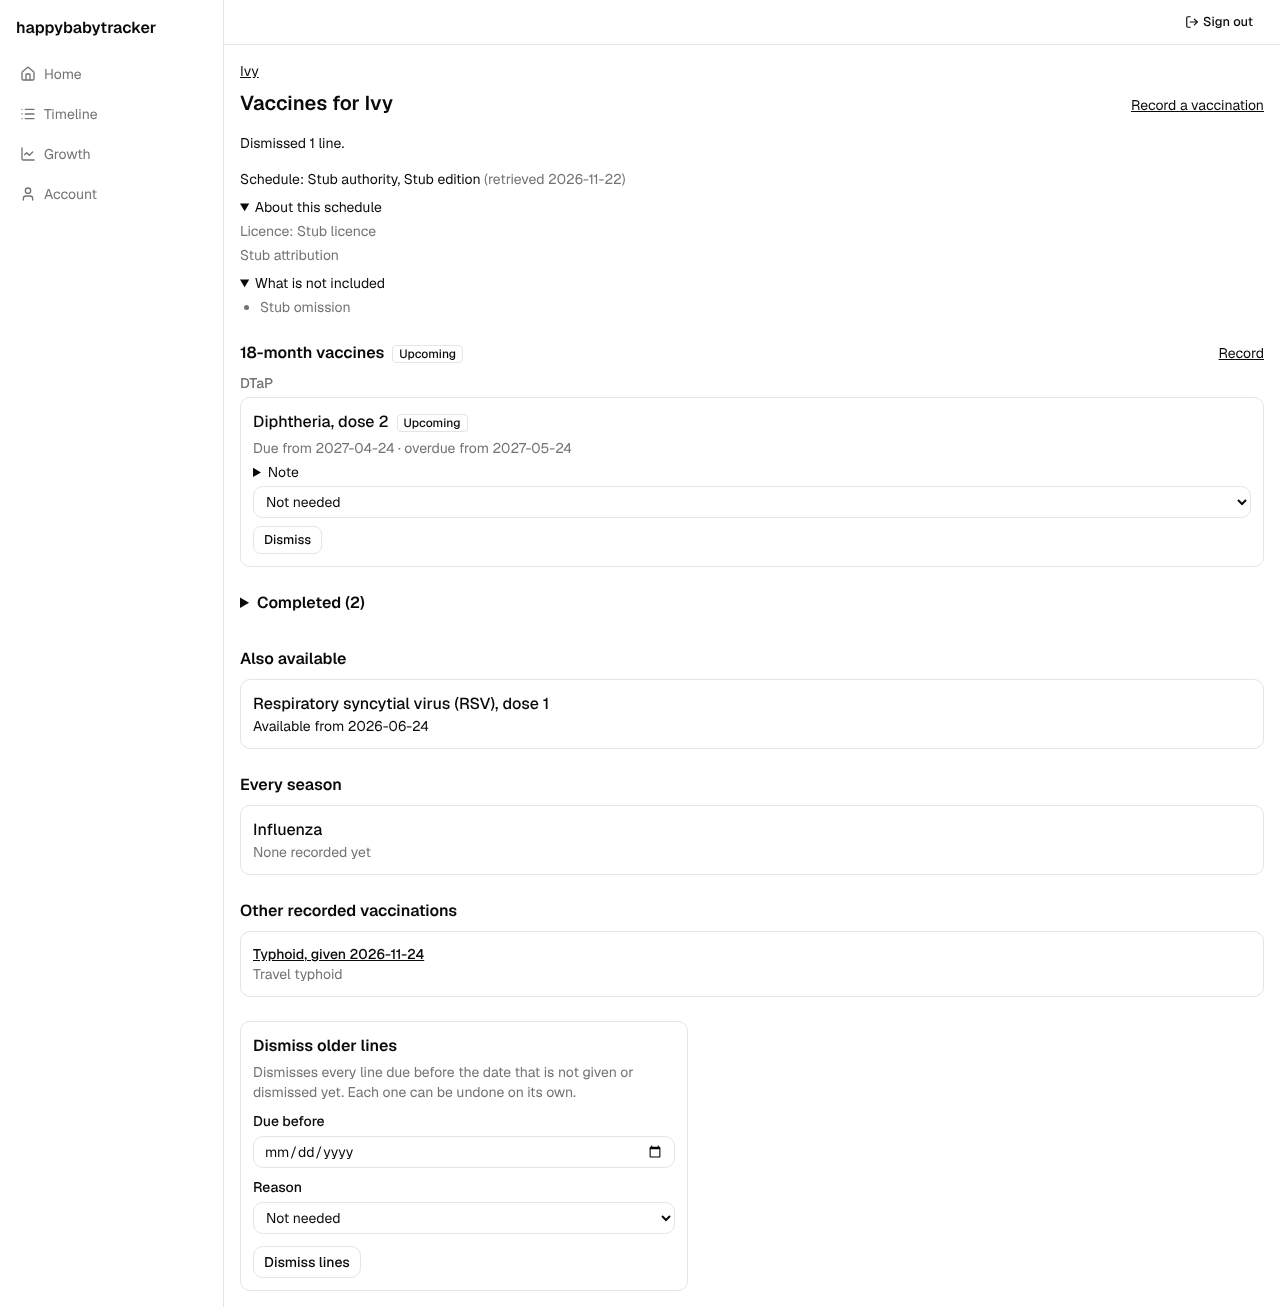 happybabytracker
Sign out
Home
Timeline
Growth
Account
Ivy
Vaccines for Ivy
Record a vaccination
Dismissed 1 line.
Schedule: Stub authority, Stub edition (retrieved 2026-11-22)
About this schedule
Licence: Stub licence
Stub attribution
What is not included
Stub omission
18-month vaccines Upcoming
Record
DTaP
Diphtheria, dose 2 Upcoming
Due from 2027-04-24 · overdue from 2027-05-24
Note
Not needed
Dismiss
Completed (2)
Also available
Respiratory syncytial virus (RSV), dose 1
Available from 2026-06-24
Every season
Influenza
None recorded yet
Other recorded vaccinations
Typhoid, given 2026-11-24
Travel typhoid
Dismiss older lines
Dismisses every line due before the date that is not given or
dismissed yet. Each one can be undone on its own.
Due before
mm/dd/yyyy
Reason
Not needed
Dismiss lines